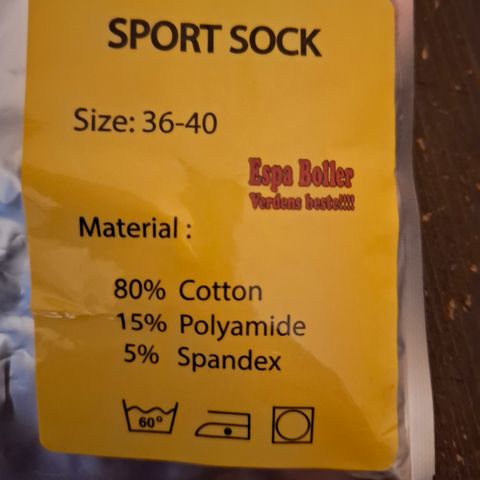 SPORT SOCK
Size: 36-40
Espa Boller
Verdens beste!!!!
Material :
80% Cotton
15% Polyamide
5% Spandex
60°